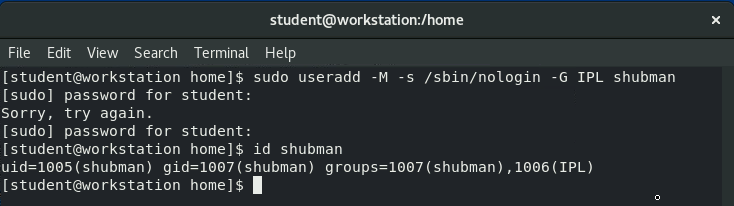 student@workstation:/home ×
File Edit View Search Terminal Help
[student@workstation home]$ sudo useradd -M -s /sbin/nologin -G IPL shubman
[sudo] password for student:
Sorry, try again.
[sudo] password for student:
[student@workstation home]$ id shubman
uid=1005(shubman) gid=1007(shubman) groups=1007(shubman),1006(IPL)
[student@workstation home]$